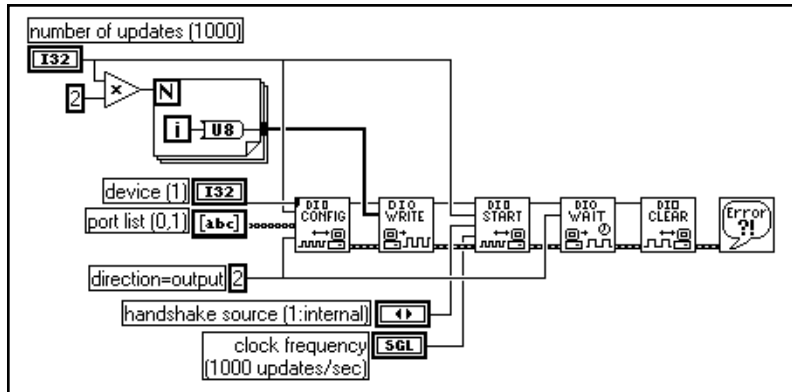 number of updates (1000)
I32
2
N
i U8
device (1) I32
port list (0,1) [abc]
DIO CONFIG
DIO WRITE
DIO START
DIO WAIT
DIO CLEAR
Error ?!
direction=output 2
handshake source (1:internal)
clock frequency SGL
(1000 updates/sec)